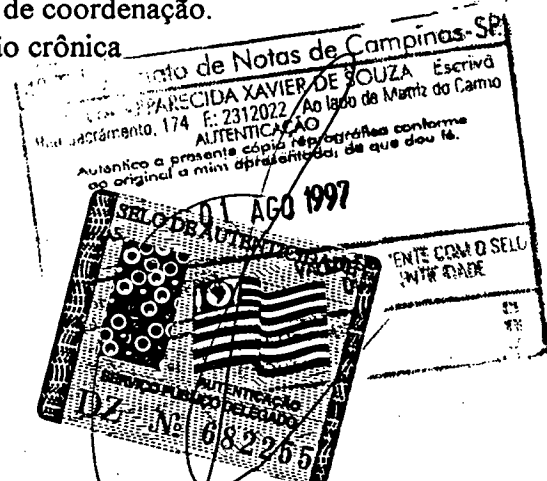 de coordenação.
io crônica
de Notas de Campinas-SP
APARECIDA XAVIER DE SOUZA Escrivã
Sacramento, 174 F.: 2312022 Ao lado da Matriz do Carmo
AUTENTICAÇÃO
Autentico a presente cópia reprográfica conforme
ao original a mim apresentado, de que dou fé.
01 AGO 1997
SELO DE AUTENTICIDADE
COM O SELO
AUTENTICAÇÃO
SERVIÇO PÚBLICO DELEGADO
DZ Nº 682255